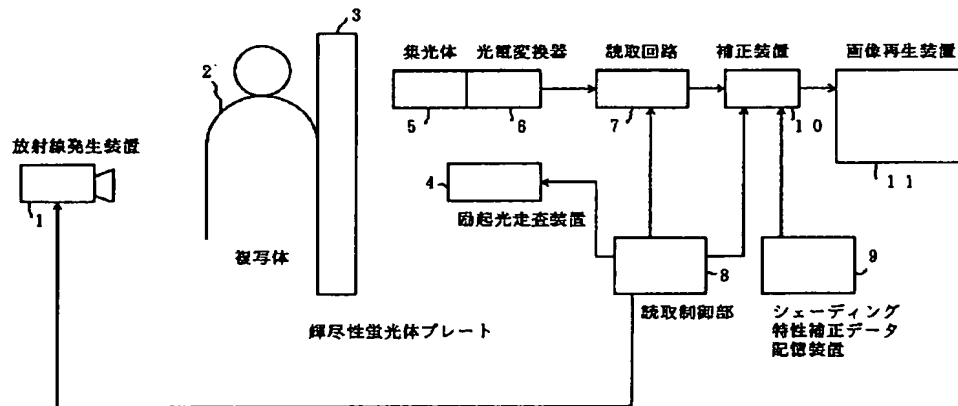 3
2
集光体
光電変換器
読取回路
補正装置
画像再生装置
5
6
7
10
11
放射線発生装置
1
4
励起光走査装置
複写体
8
9
読取制御部
シェーディング
特性補正データ
記憶装置
輝尽性蛍光体プレート